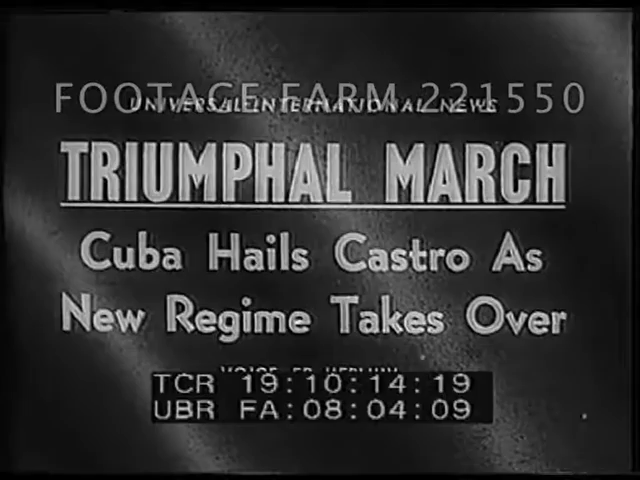 FOOTAGE FARM 221550
UNIVERSAL-INTERNATIONAL NEWS
TRIUMPHAL MARCH
Cuba Hails Castro As
New Regime Takes Over
TCR 19:10:14:19
UBR FA:08:04:09